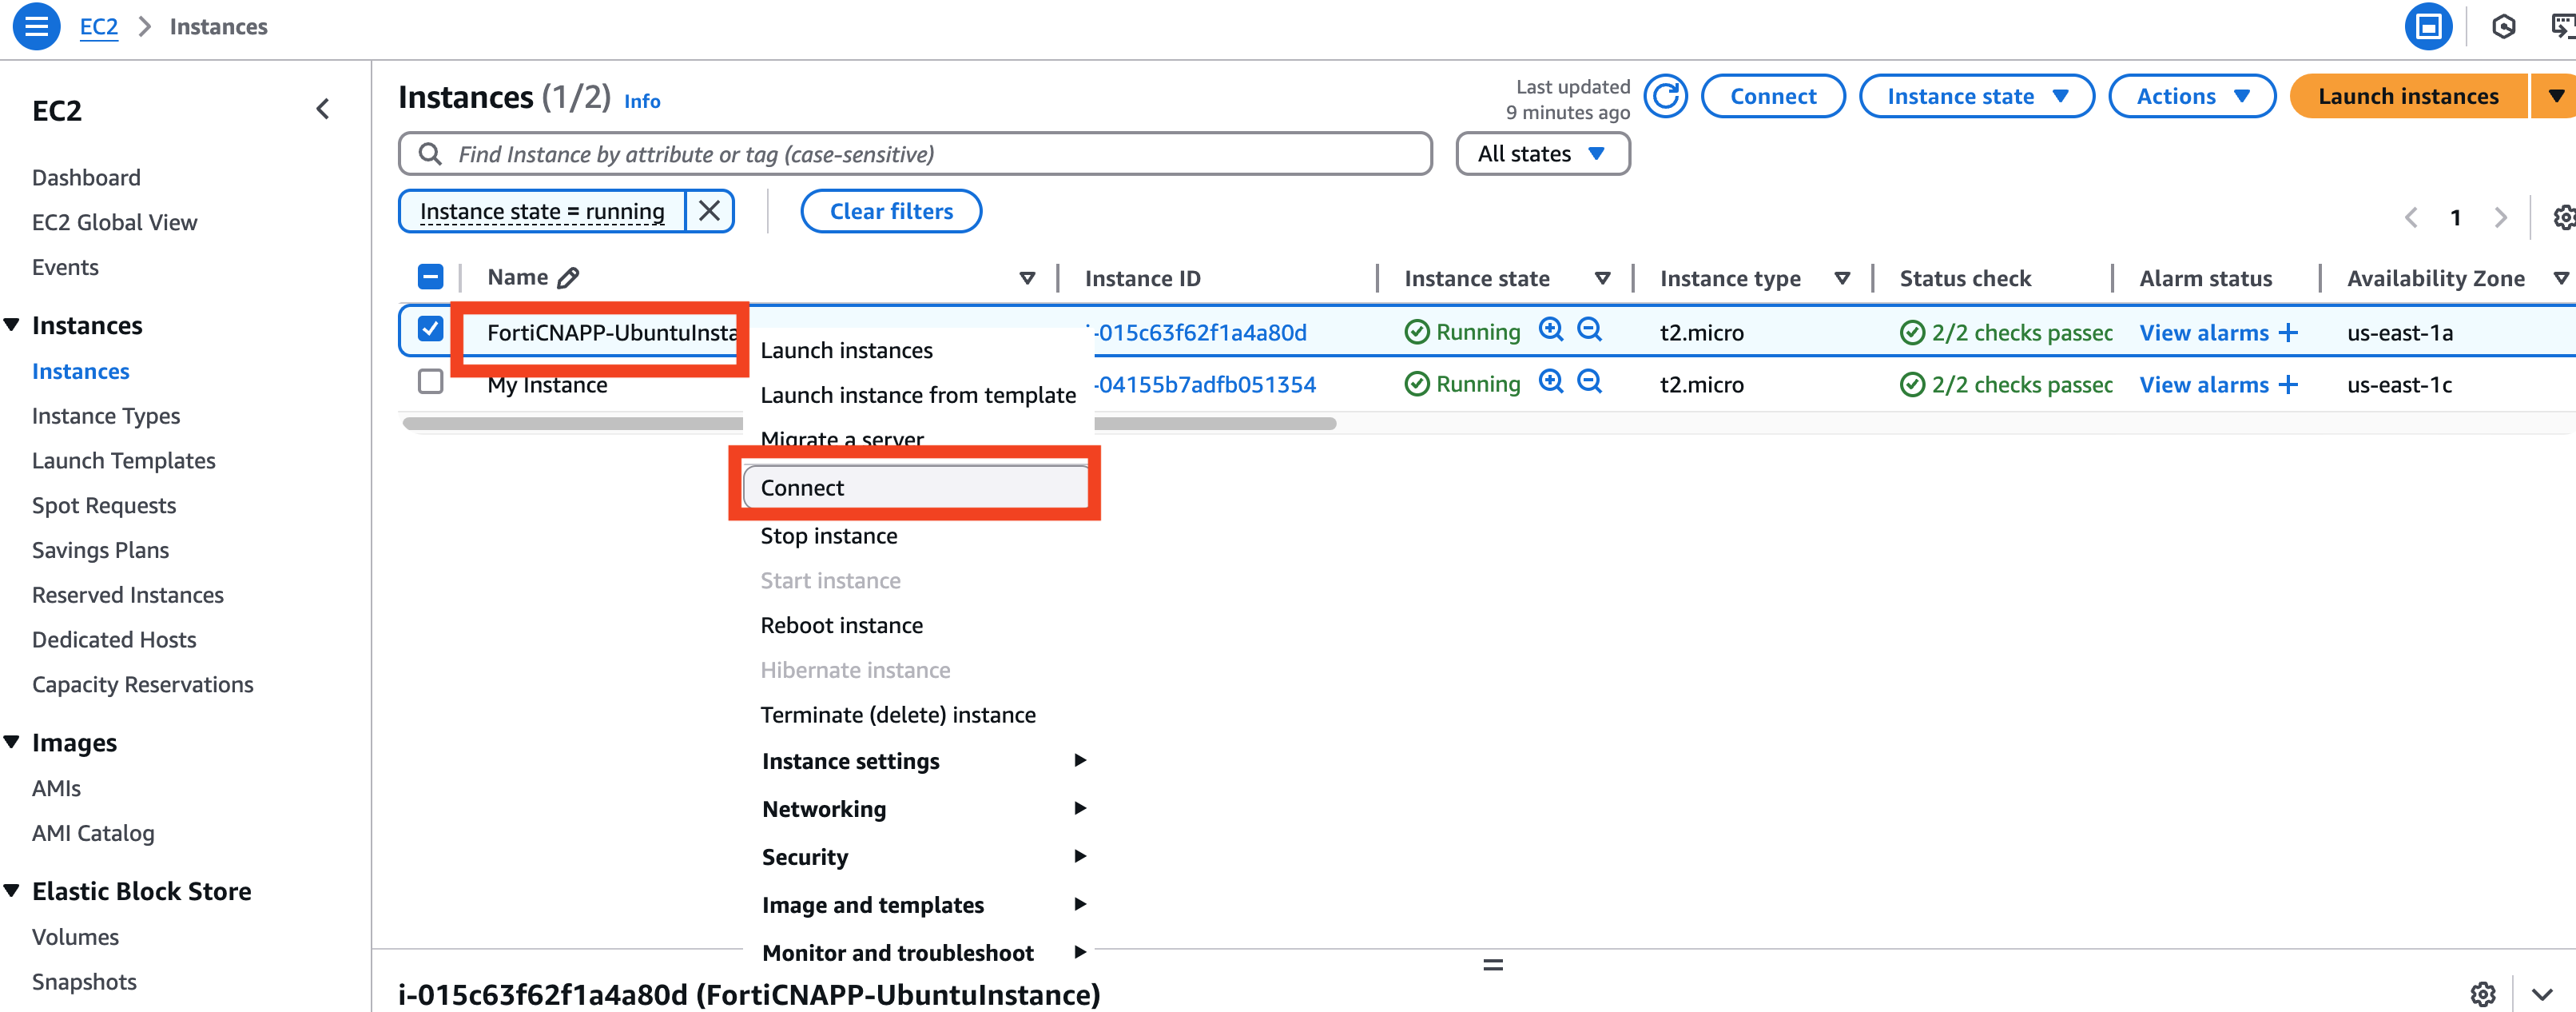 EC2 > Instances
EC2
Dashboard
EC2 Global View
Events
Instances
Instances
Instance Types
Launch Templates
Spot Requests
Savings Plans
Reserved Instances
Dedicated Hosts
Capacity Reservations
Images
AMIs
AMI Catalog
Elastic Block Store
Volumes
Snapshots
Instances (1/2) Info
Last updated
9 minutes ago
Connect
Instance state
Actions
Launch instances
Find Instance by attribute or tag (case-sensitive)
All states
Instance state = running
Clear filters
1
Name Instance ID Instance state Instance type Status check Alarm status Availability Zone
FortiCNAPP-UbuntuInsta -015c63f62f1a4a80d Running t2.micro 2/2 checks passec View alarms + us-east-1a
My Instance -04155b7adfb051354 Running t2.micro 2/2 checks passec View alarms + us-east-1c
Launch instances
Launch instance from template
Migrate a server
Connect
Stop instance
Start instance
Reboot instance
Hibernate instance
Terminate (delete) instance
Instance settings
Networking
Security
Image and templates
Monitor and troubleshoot
i-015c63f62f1a4a80d (FortiCNAPP-UbuntuInstance)